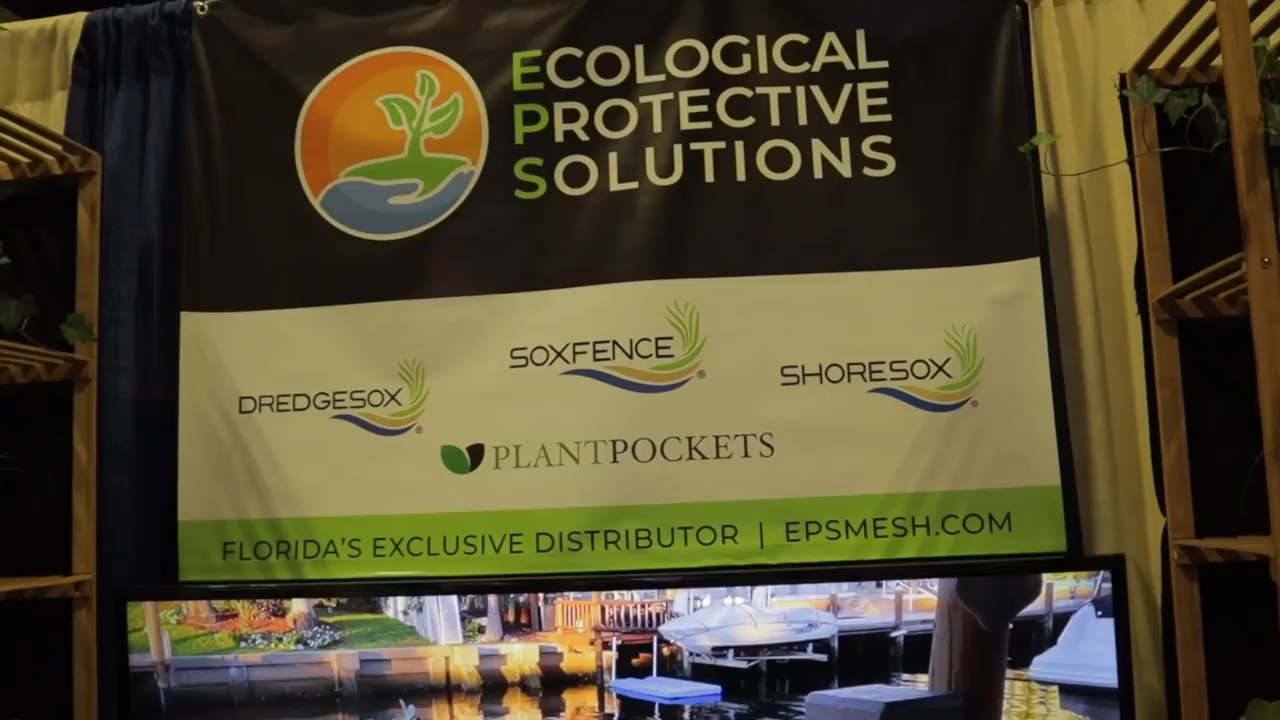 ECOLOGICAL
PROTECTIVE
SOLUTIONS
DREDGESOX®
SOXFENCE®
SHORESOX®
PLANTPOCKETS
FLORIDA'S EXCLUSIVE DISTRIBUTOR | EPSMESH.COM